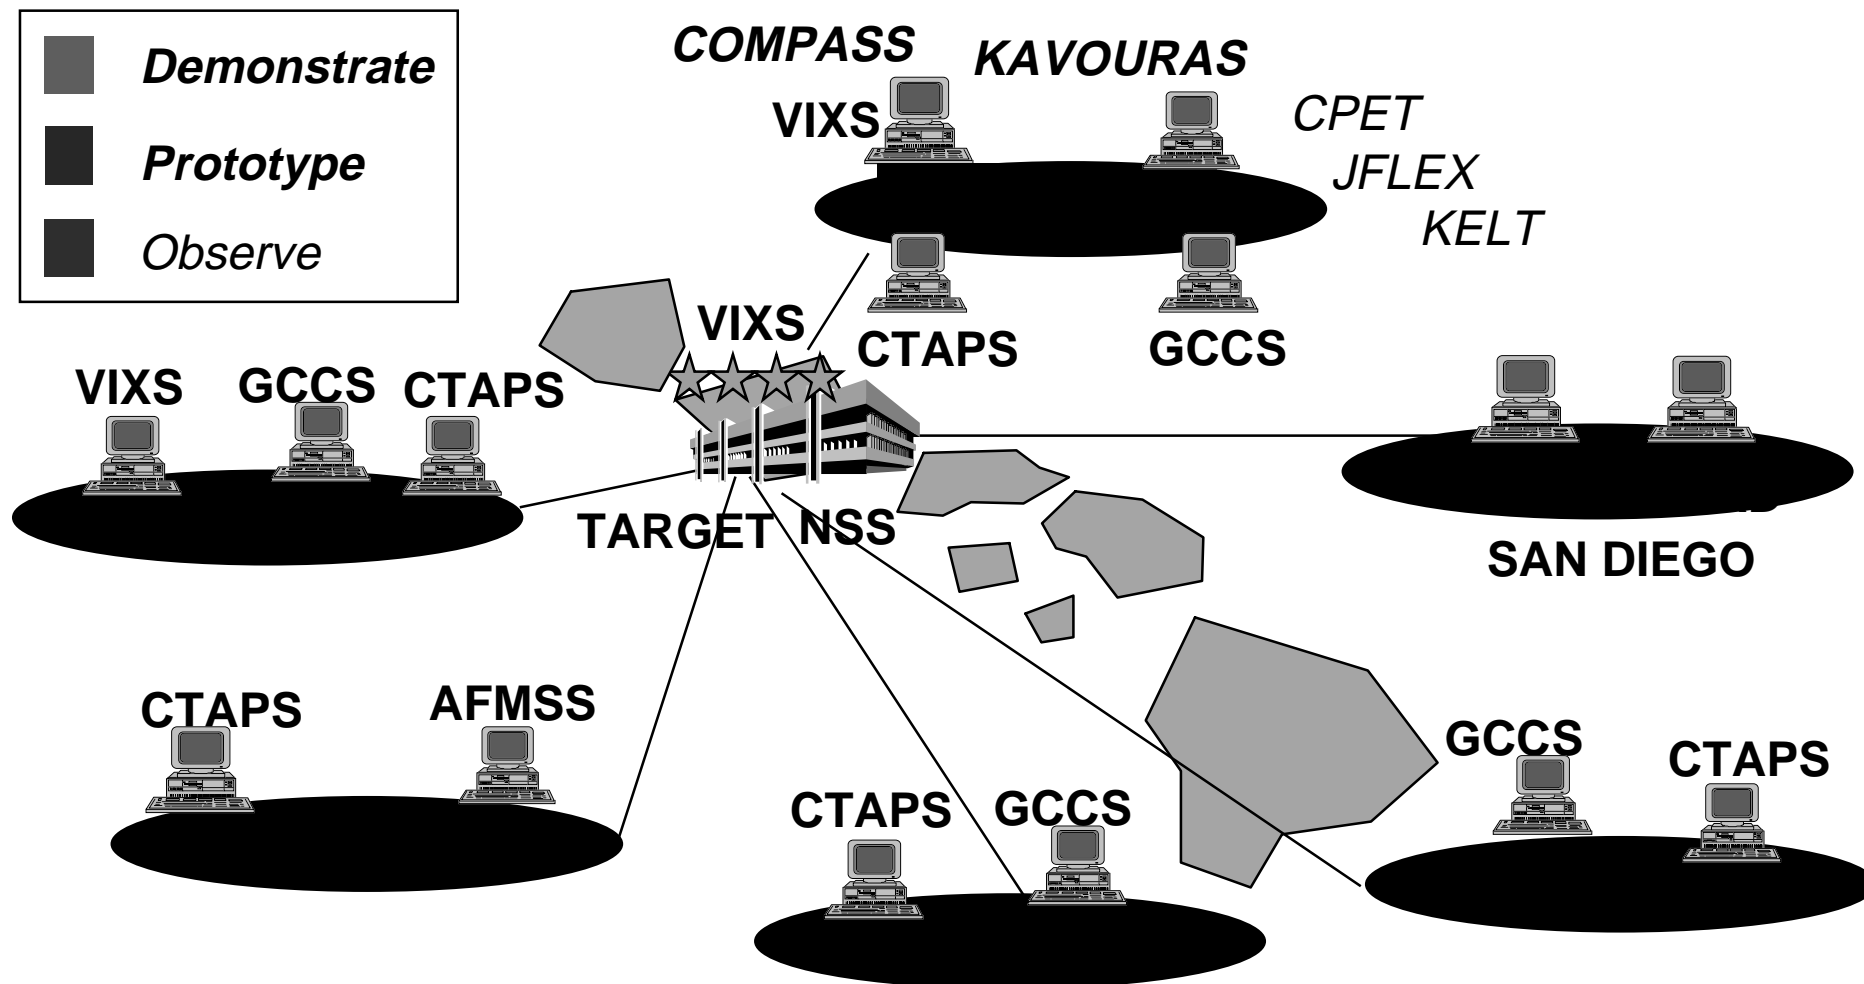 Demonstrate
Prototype
Observe
COMPASS
KAVOURAS
VIXS
CPET
JFLEX
KELT
CTAPS
GCCS
VIXS
VIXS
GCCS
CTAPS
TARGET
NSS
SAN DIEGO
CTAPS
AFMSS
CTAPS
GCCS
GCCS
CTAPS